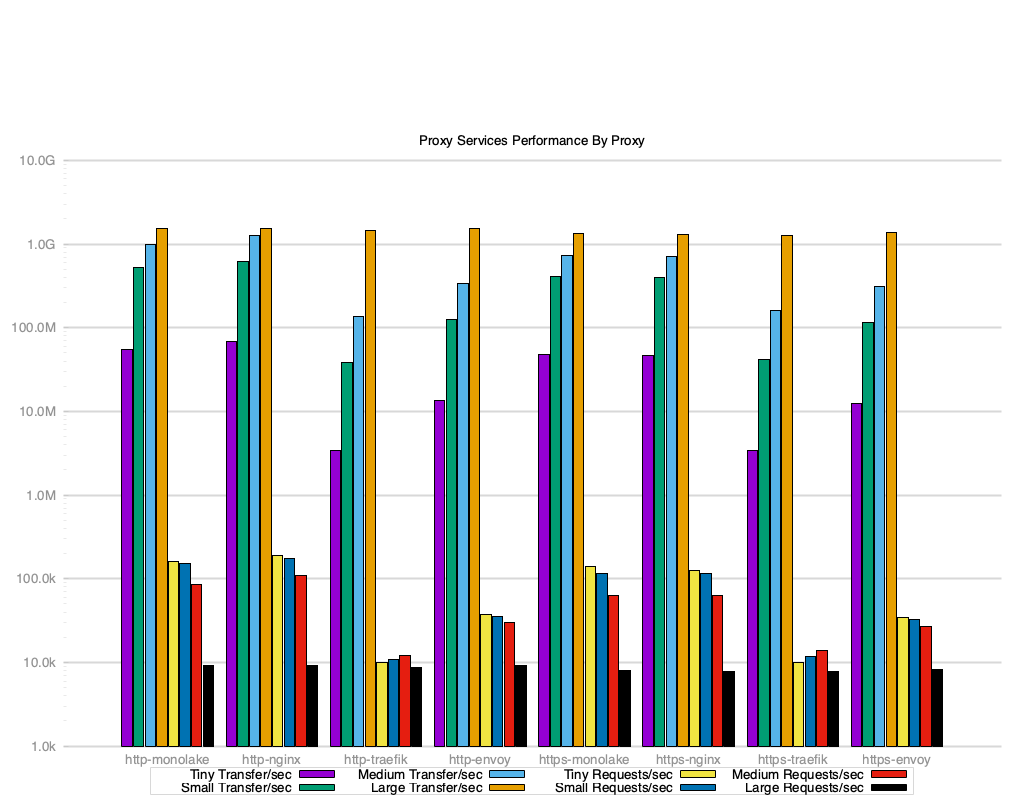 Proxy Services Performance By Proxy
10.0G
1.0G
100.0M
10.0M
1.0M
100.0k
10.0k
1.0k
http-monolake http-nginx http-traefik http-envoy https-monolake https-nginx https-traefik https-envoy
Tiny Transfer/sec Medium Transfer/sec Tiny Requests/sec Medium Requests/sec
Small Transfer/sec Large Transfer/sec Small Requests/sec Large Requests/sec